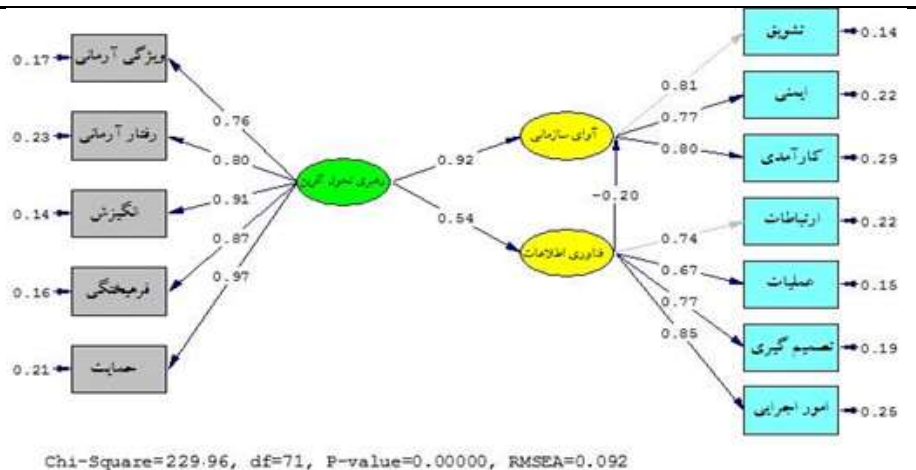 ویژگی آرمانی
0.17
رفتار آرمانی
0.23
انگیزش
0.14
فرهیختگی
0.16
حمایت
0.21
0.76
0.80
0.91
0.87
0.97
رهبری تحول آفرین
0.92
0.54
آوای سازمانی
-0.20
فناوری اطلاعات
0.81
0.77
0.80
0.74
0.67
0.77
0.85
تشویق
0.14
ایمنی
0.22
کارآمدی
0.29
ارتباطات
0.22
عملیات
0.15
تصمیم گیری
0.19
امور اجرایی
0.25
Chi-Square=229.96, df=71, P-value=0.00000, RMSEA=0.092